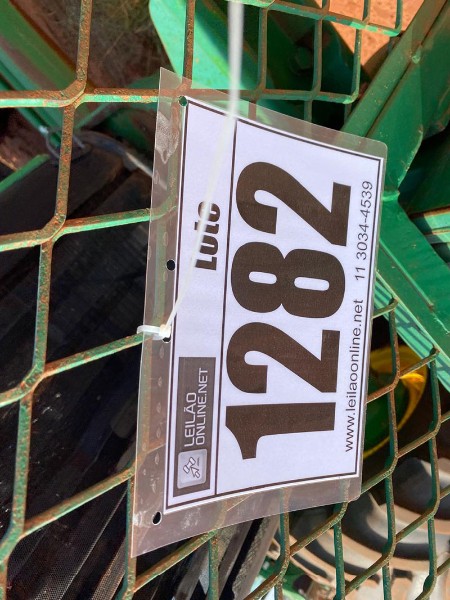 LEILÃO
ONLINE.NET
Lote
1282
www.leilaoonline.net 11 3034-4539